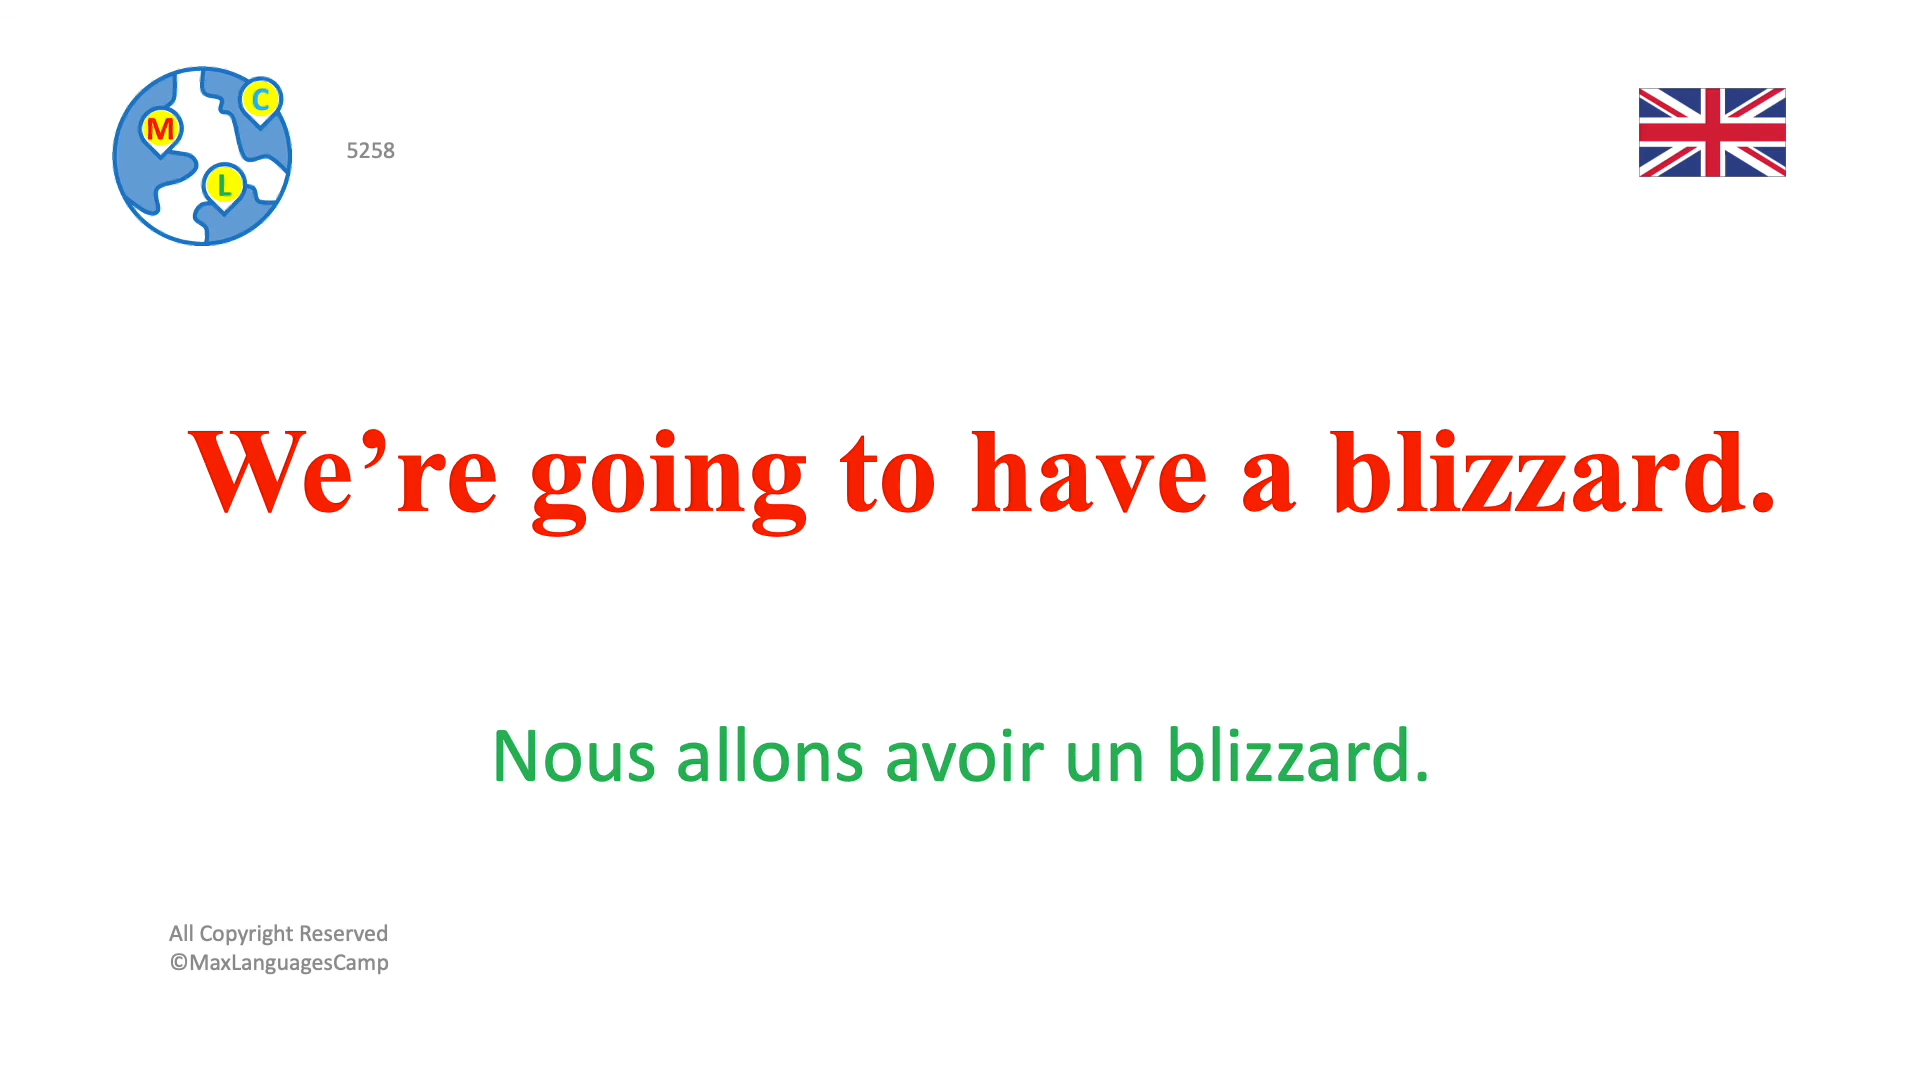 C
M
5258
L
We’re going to have a blizzard.
Nous allons avoir un blizzard.
All Copyright Reserved
©MaxLanguagesCamp